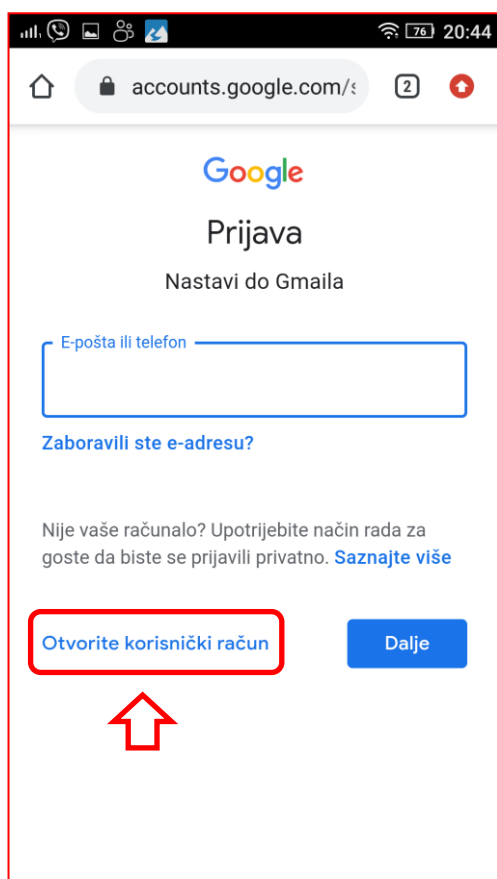 76 20:44
accounts.google.com/s 2
Google
Prijava
Nastavi do Gmaila
E-pošta ili telefon
Zaboravili ste e-adresu?
Nije vaše računalo? Upotrijebite način rada za
goste da biste se prijavili privatno. Saznajte više
Otvorite korisnički račun Dalje